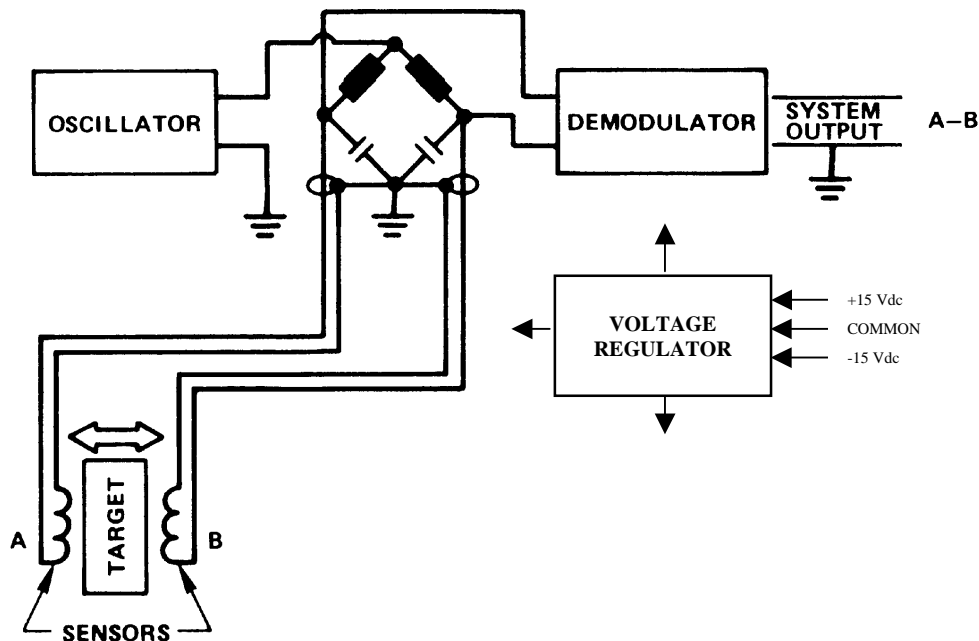 OSCILLATOR
DEMODULATOR
SYSTEM
OUTPUT
A–B
VOLTAGE
REGULATOR
+15 Vdc
COMMON
-15 Vdc
A
TARGET
B
SENSORS